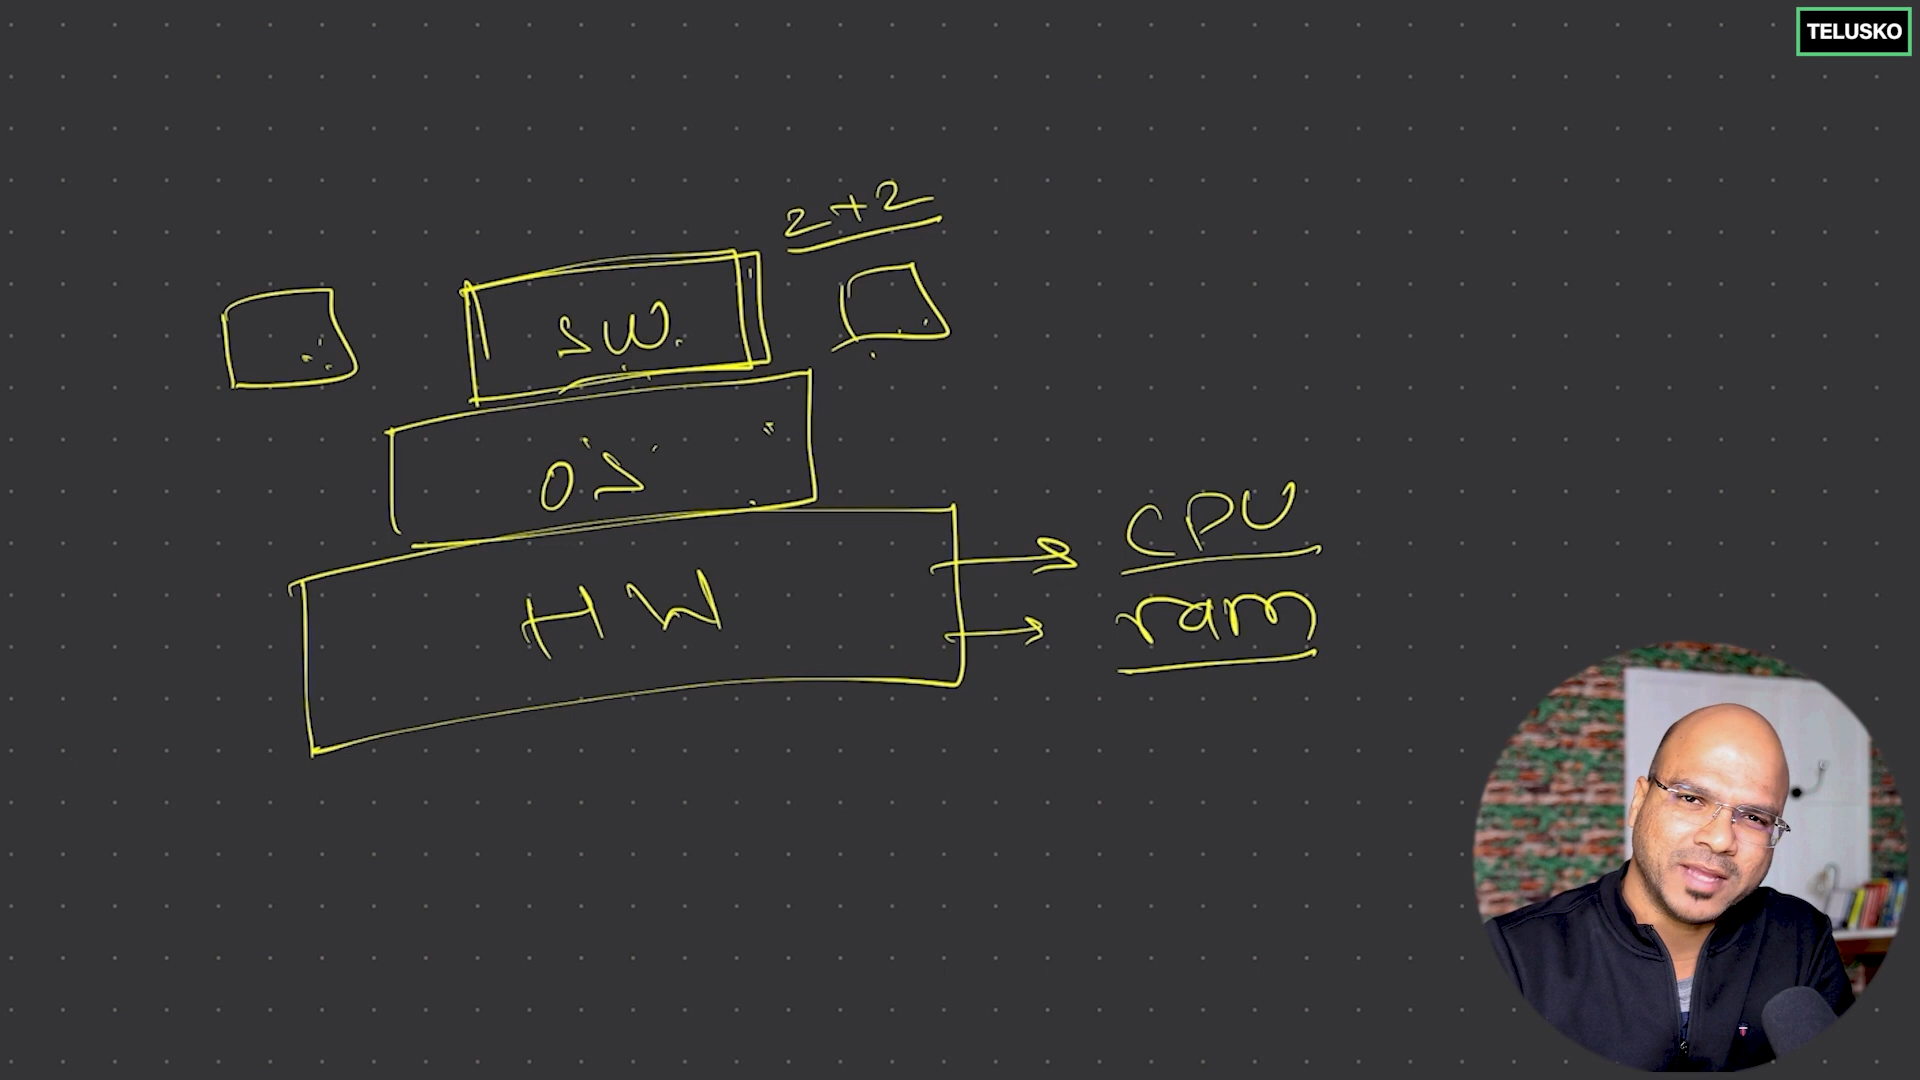 TELUSKO
2+2
SW.
OS
HW
CPU
ram